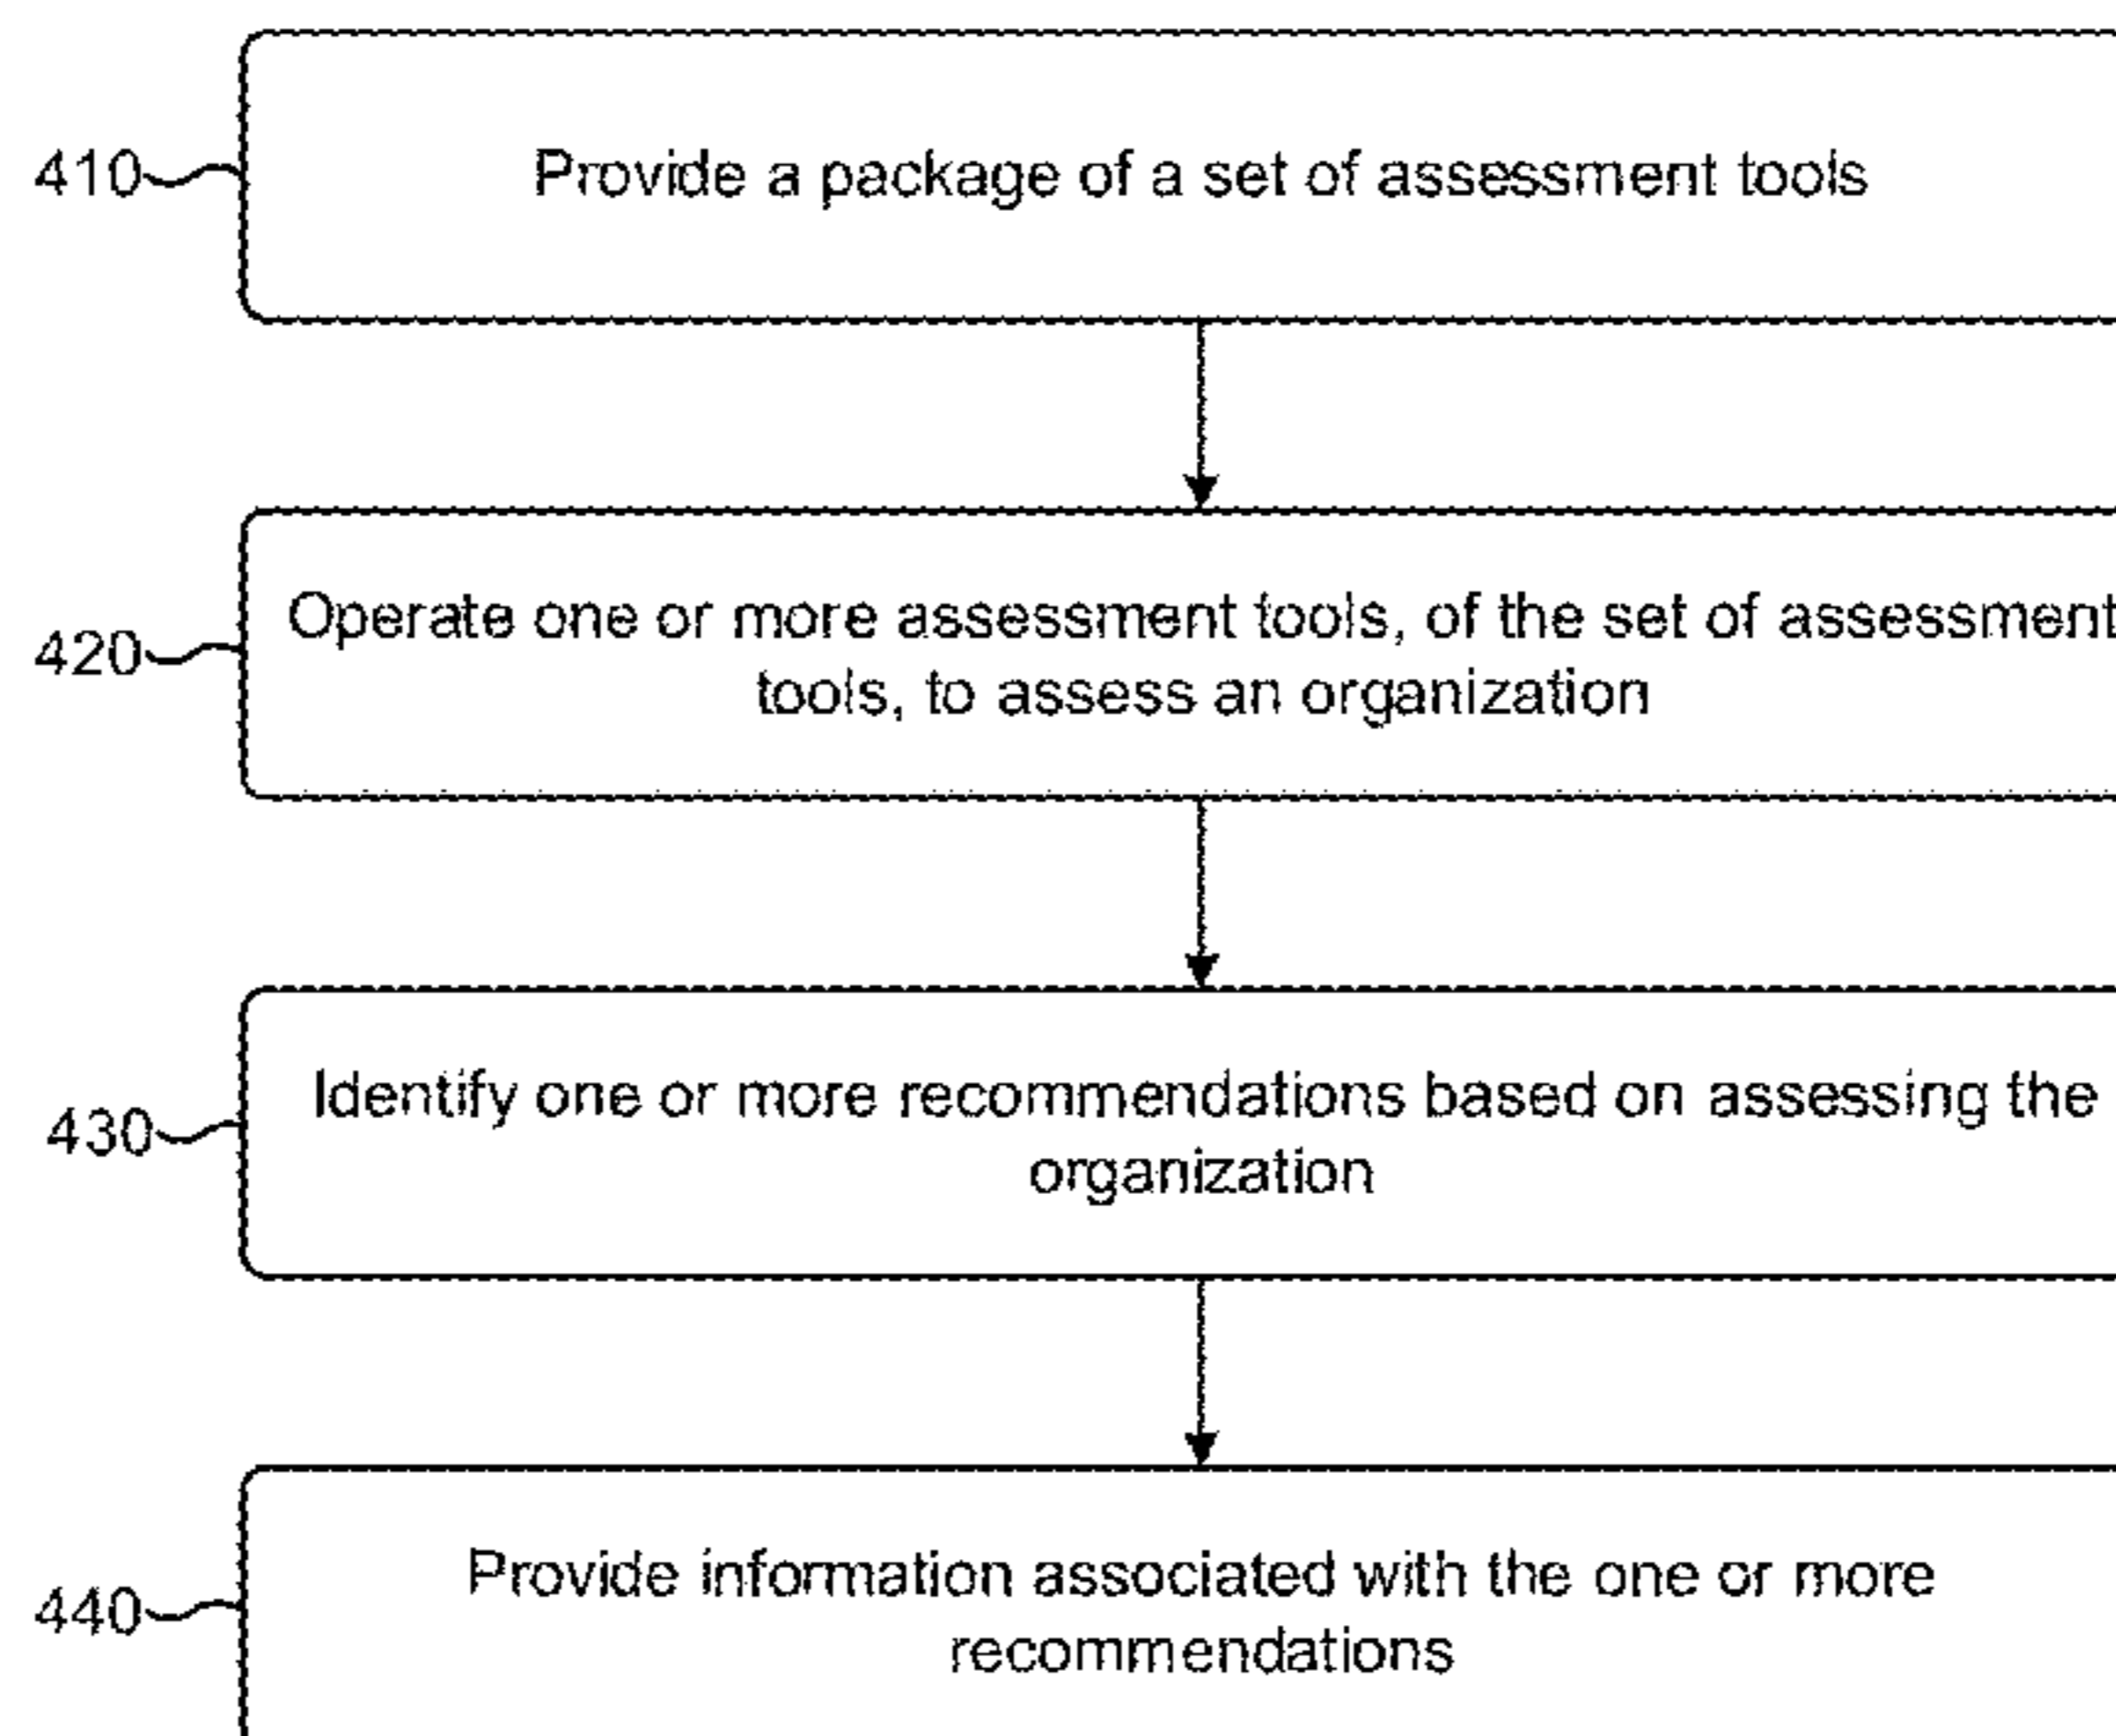 410
Provide a package of a set of assessment tools
420
Operate one or more assessment tools, of the set of assessment
tools, to assess an organization
430
Identify one or more recommendations based on assessing the
organization
440
Provide information associated with the one or more
recommendations